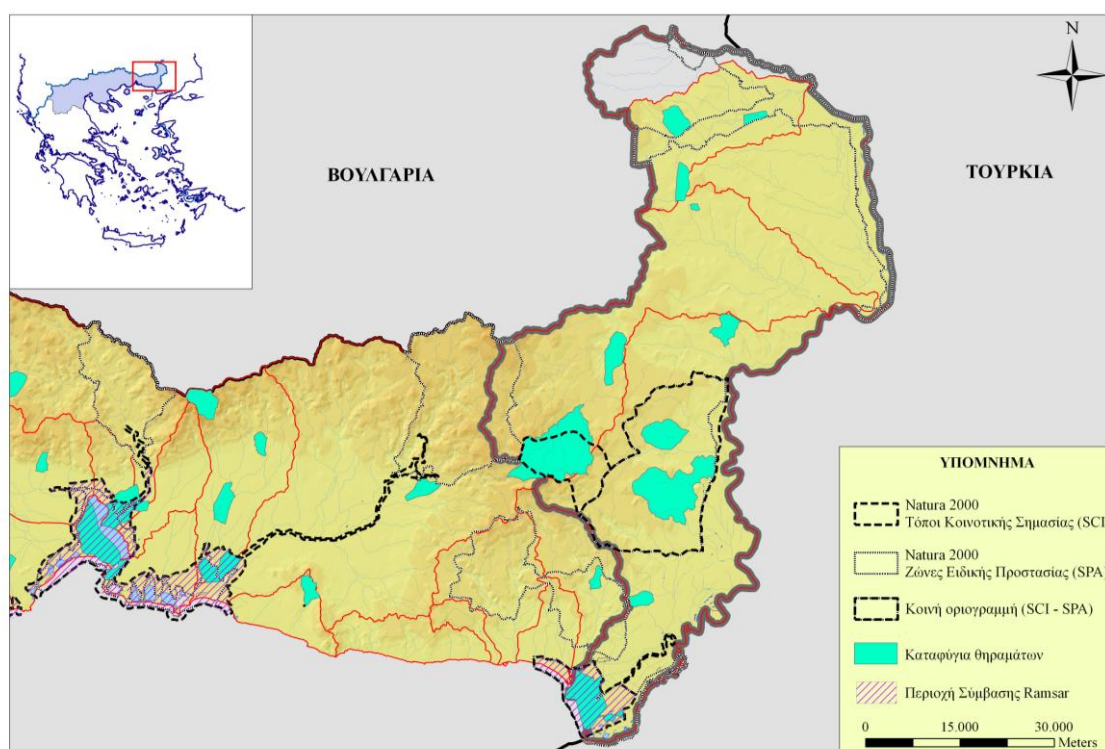 N
ΒΟΥΛΓΑΡΙΑ
ΤΟΥΡΚΙΑ
ΥΠΟΜΝΗΜΑ
Natura 2000
Τόποι Κοινοτικής Σημασίας (SCI
Natura 2000
Ζώνες Ειδικής Προστασίας (SPA
Κοινή οριογραμμή (SCI - SPA)
Καταφύγια θηραμάτων
Περιοχή Σύμβασης Ramsar
0 15.000 30.000
Meters